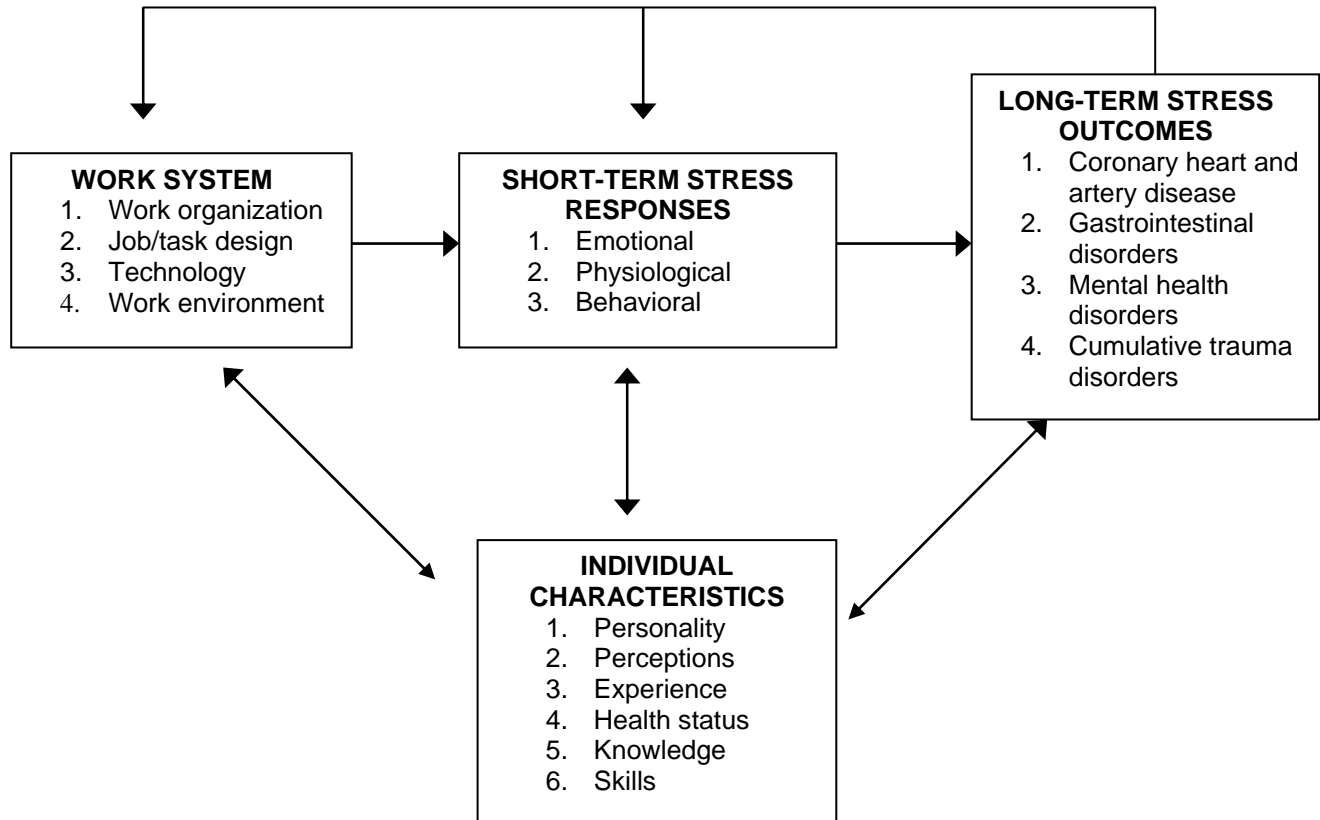 WORK SYSTEM
1. Work organization
2. Job/task design
3. Technology
4. Work environment
SHORT-TERM STRESS
RESPONSES
1. Emotional
2. Physiological
3. Behavioral
LONG-TERM STRESS
OUTCOMES
1. Coronary heart and
artery disease
2. Gastrointestinal
disorders
3. Mental health
disorders
4. Cumulative trauma
disorders
INDIVIDUAL
CHARACTERISTICS
1. Personality
2. Perceptions
3. Experience
4. Health status
5. Knowledge
6. Skills